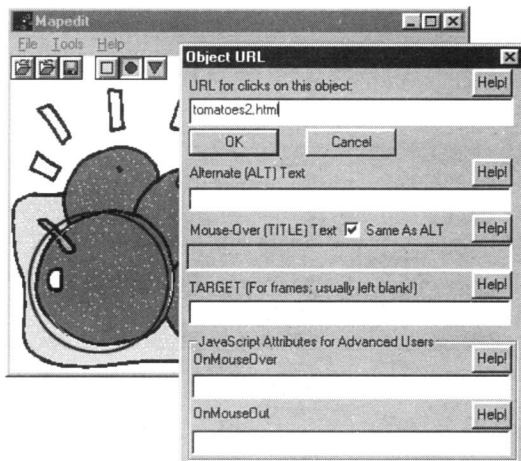 Mapedit
File Tools Help
Object URL
URL for clicks on this object:
Help!
tomatoes2.html
OK Cancel
Alternate (ALT) Text
Help!
Mouse-Over (TITLE) Text Same As ALT
Help!
TARGET (For frames; usually left blank!)
Help!
JavaScript Attributes for Advanced Users
OnMouseOver
Help!
OnMouseOut
Help!